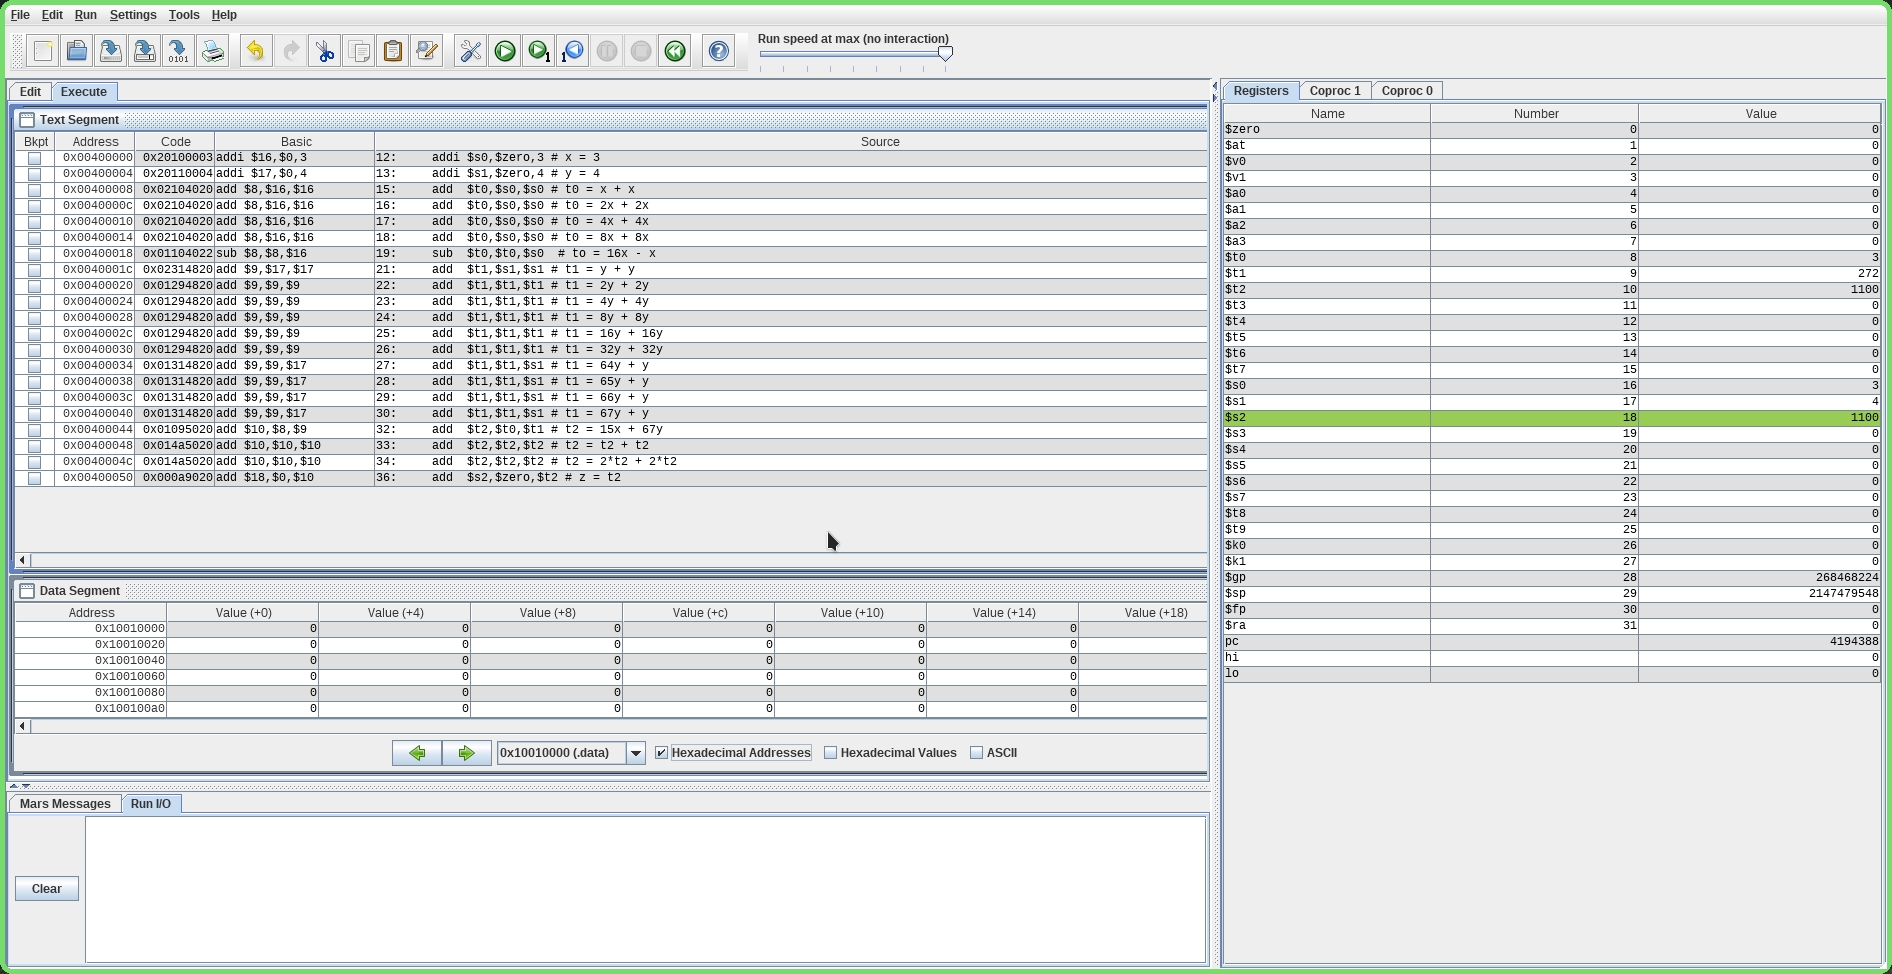 File Edit Run Settings Tools Help
0101
1
1
Run speed at max (no interaction)
Edit Execute
Text Segment
Bkpt Address Code Basic Source
0x00400000 0x20100003 addi $16,$0,3 12: addi $s0,$zero,3 # x = 3
0x00400004 0x20110004 addi $17,$0,4 13: addi $s1,$zero,4 # y = 4
0x00400008 0x02104020 add $8,$16,$16 15: add $t0,$s0,$s0 # t0 = x + x
0x0040000c 0x02104020 add $8,$16,$16 16: add $t0,$s0,$s0 # t0 = 2x + 2x
0x00400010 0x02104020 add $8,$16,$16 17: add $t0,$s0,$s0 # t0 = 4x + 4x
0x00400014 0x02104020 add $8,$16,$16 18: add $t0,$s0,$s0 # t0 = 8x + 8x
0x00400018 0x01104022 sub $8,$8,$16 19: sub $t0,$t0,$s0 # to = 16x - x
0x0040001c 0x02314820 add $9,$17,$17 21: add $t1,$s1,$s1 # t1 = y + y
0x00400020 0x01294820 add $9,$9,$9 22: add $t1,$t1,$t1 # t1 = 2y + 2y
0x00400024 0x01294820 add $9,$9,$9 23: add $t1,$t1,$t1 # t1 = 4y + 4y
0x00400028 0x01294820 add $9,$9,$9 24: add $t1,$t1,$t1 # t1 = 8y + 8y
0x0040002c 0x01294820 add $9,$9,$9 25: add $t1,$t1,$t1 # t1 = 16y + 16y
0x00400030 0x01294820 add $9,$9,$9 26: add $t1,$t1,$t1 # t1 = 32y + 32y
0x00400034 0x01314820 add $9,$9,$17 27: add $t1,$t1,$s1 # t1 = 64y + y
0x00400038 0x01314820 add $9,$9,$17 28: add $t1,$t1,$s1 # t1 = 65y + y
0x0040003c 0x01314820 add $9,$9,$17 29: add $t1,$t1,$s1 # t1 = 66y + y
0x00400040 0x01314820 add $9,$9,$17 30: add $t1,$t1,$s1 # t1 = 67y + y
0x00400044 0x01095020 add $10,$8,$9 32: add $t2,$t0,$t1 # t2 = 15x + 67y
0x00400048 0x014a5020 add $10,$10,$10 33: add $t2,$t2,$t2 # t2 = t2 + t2
0x0040004c 0x014a5020 add $10,$10,$10 34: add $t2,$t2,$t2 # t2 = 2*t2 + 2*t2
0x00400050 0x000a9020 add $18,$0,$10 36: add $s2,$zero,$t2 # z = t2
Data Segment
Address Value (+0) Value (+4) Value (+8) Value (+c) Value (+10) Value (+14) Value (+18)
0x10010000 0 0 0 0 0 0
0x10010020 0 0 0 0 0 0
0x10010040 0 0 0 0 0 0
0x10010060 0 0 0 0 0 0
0x10010080 0 0 0 0 0 0
0x100100a0 0 0 0 0 0 0
0x10010000 (.data) Hexadecimal Addresses Hexadecimal Values ASCII
Mars Messages Run I/O
Clear
Registers Coproc 1 Coproc 0
Name Number Value
$zero 0 0
$at 1 0
$v0 2 0
$v1 3 0
$a0 4 0
$a1 5 0
$a2 6 0
$a3 7 0
$t0 8 3
$t1 9 272
$t2 10 1100
$t3 11 0
$t4 12 0
$t5 13 0
$t6 14 0
$t7 15 0
$s0 16 3
$s1 17 4
$s2 18 1100
$s3 19 0
$s4 20 0
$s5 21 0
$s6 22 0
$s7 23 0
$t8 24 0
$t9 25 0
$k0 26 0
$k1 27 0
$gp 28 268468224
$sp 29 2147479548
$fp 30 0
$ra 31 0
pc 4194388
hi 0
lo 0